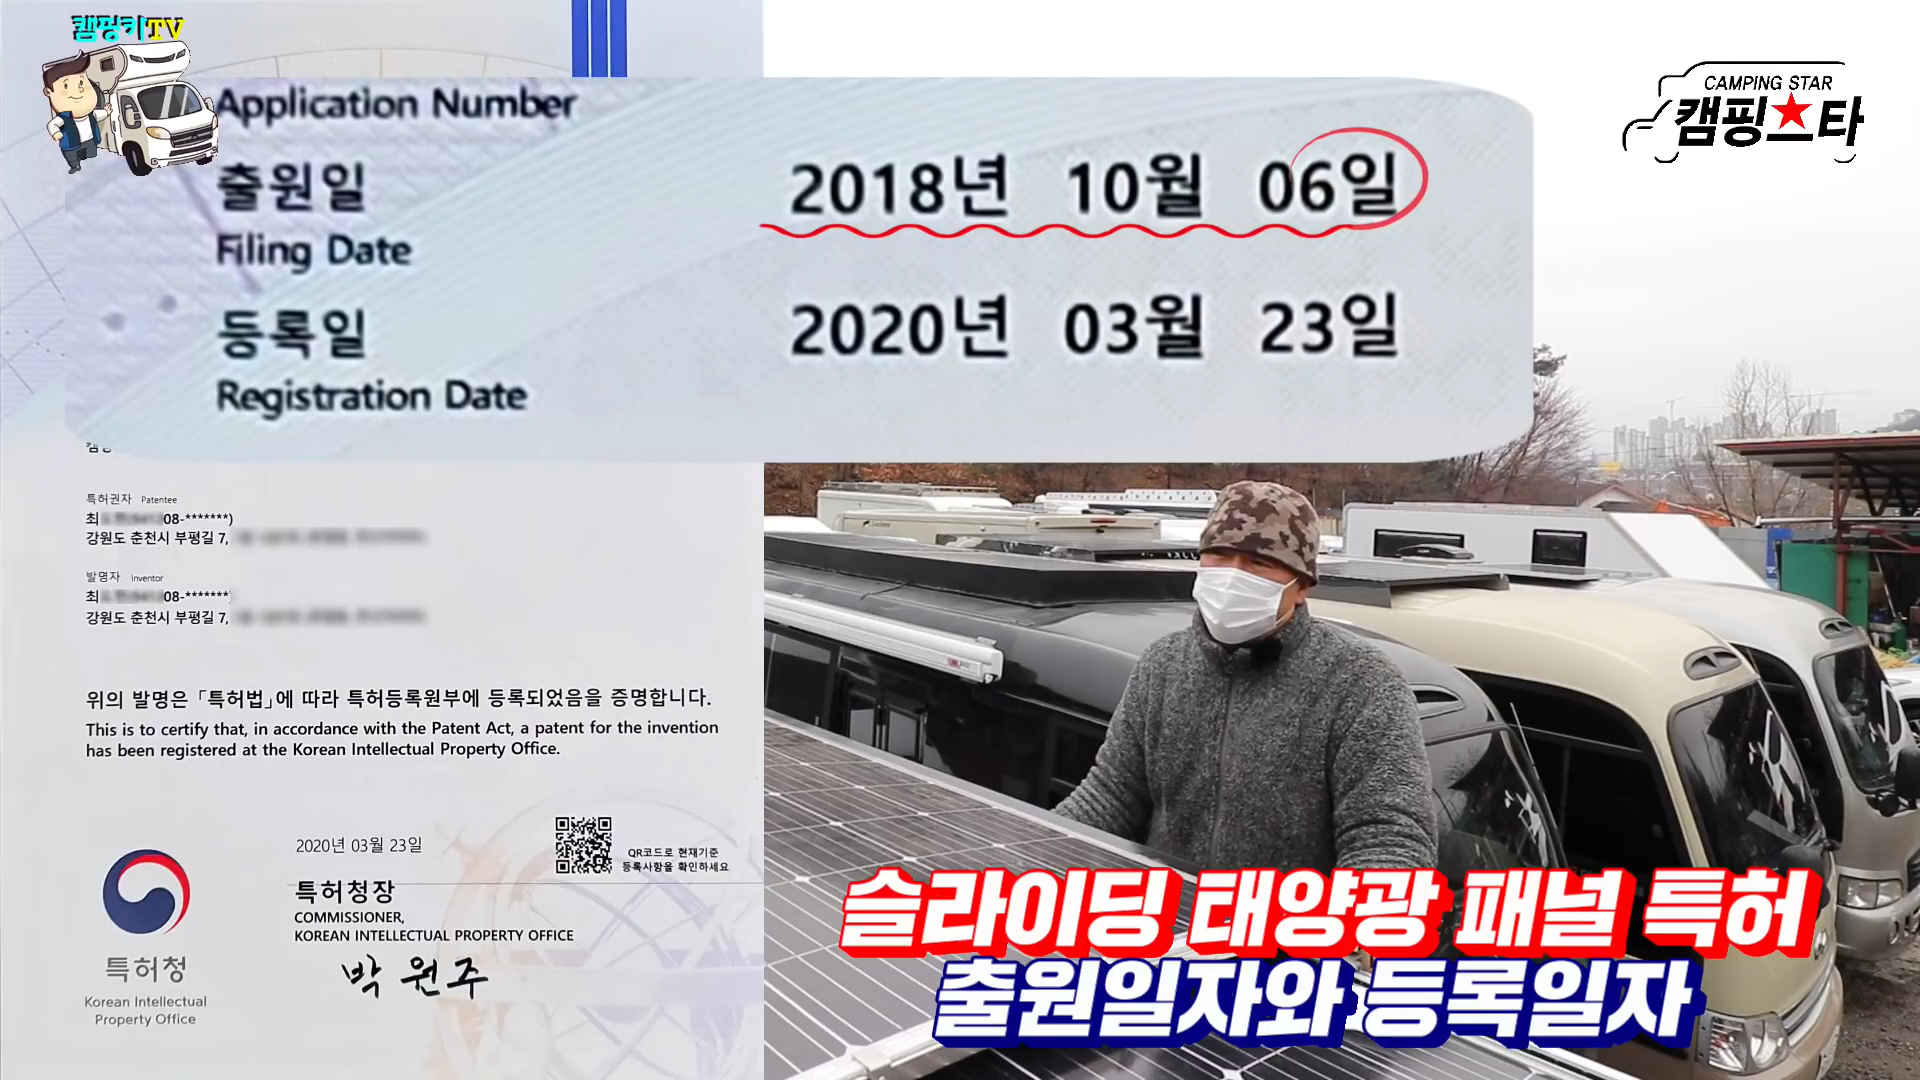 캠핑카TV
CAMPING STAR
캠핑스타
Application Number
출원일 2018년 10월 06일
Filing Date
등록일 2020년 03월 23일
Registration Date
특허권자 Patentee
최 08-*******)
강원도 춘천시 부평길 7,
발명자 Inventor
최 08-*******
강원도 춘천시 부평길 7,
위의 발명은 「특허법」에 따라 특허등록원부에 등록되었음을 증명합니다.
This is to certify that, in accordance with the Patent Act, a patent for the invention
has been registered at the Korean Intellectual Property Office.
2020년 03월 23일
QR코드로 현재기준
등록사항을 확인하세요
특허청장
COMMISSIONER,
KOREAN INTELLECTUAL PROPERTY OFFICE
박원주
특허청
Korean Intellectual
Property Office
슬라이딩 태양광 패널 특허
출원일자와 등록일자